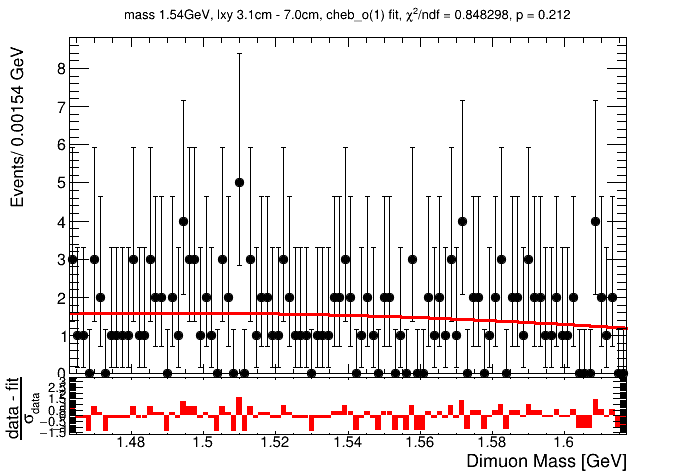 mass 1.54GeV, lxy 3.1cm - 7.0cm, cheb_o(1) fit, χ²/ndf = 0.848298, p = 0.212
Events/ 0.00154 GeV
8
7
6
5
4
3
2
1
0
data - fit
σdata
1.48 1.5 1.52 1.54 1.56 1.58 1.6
Dimuon Mass [GeV]